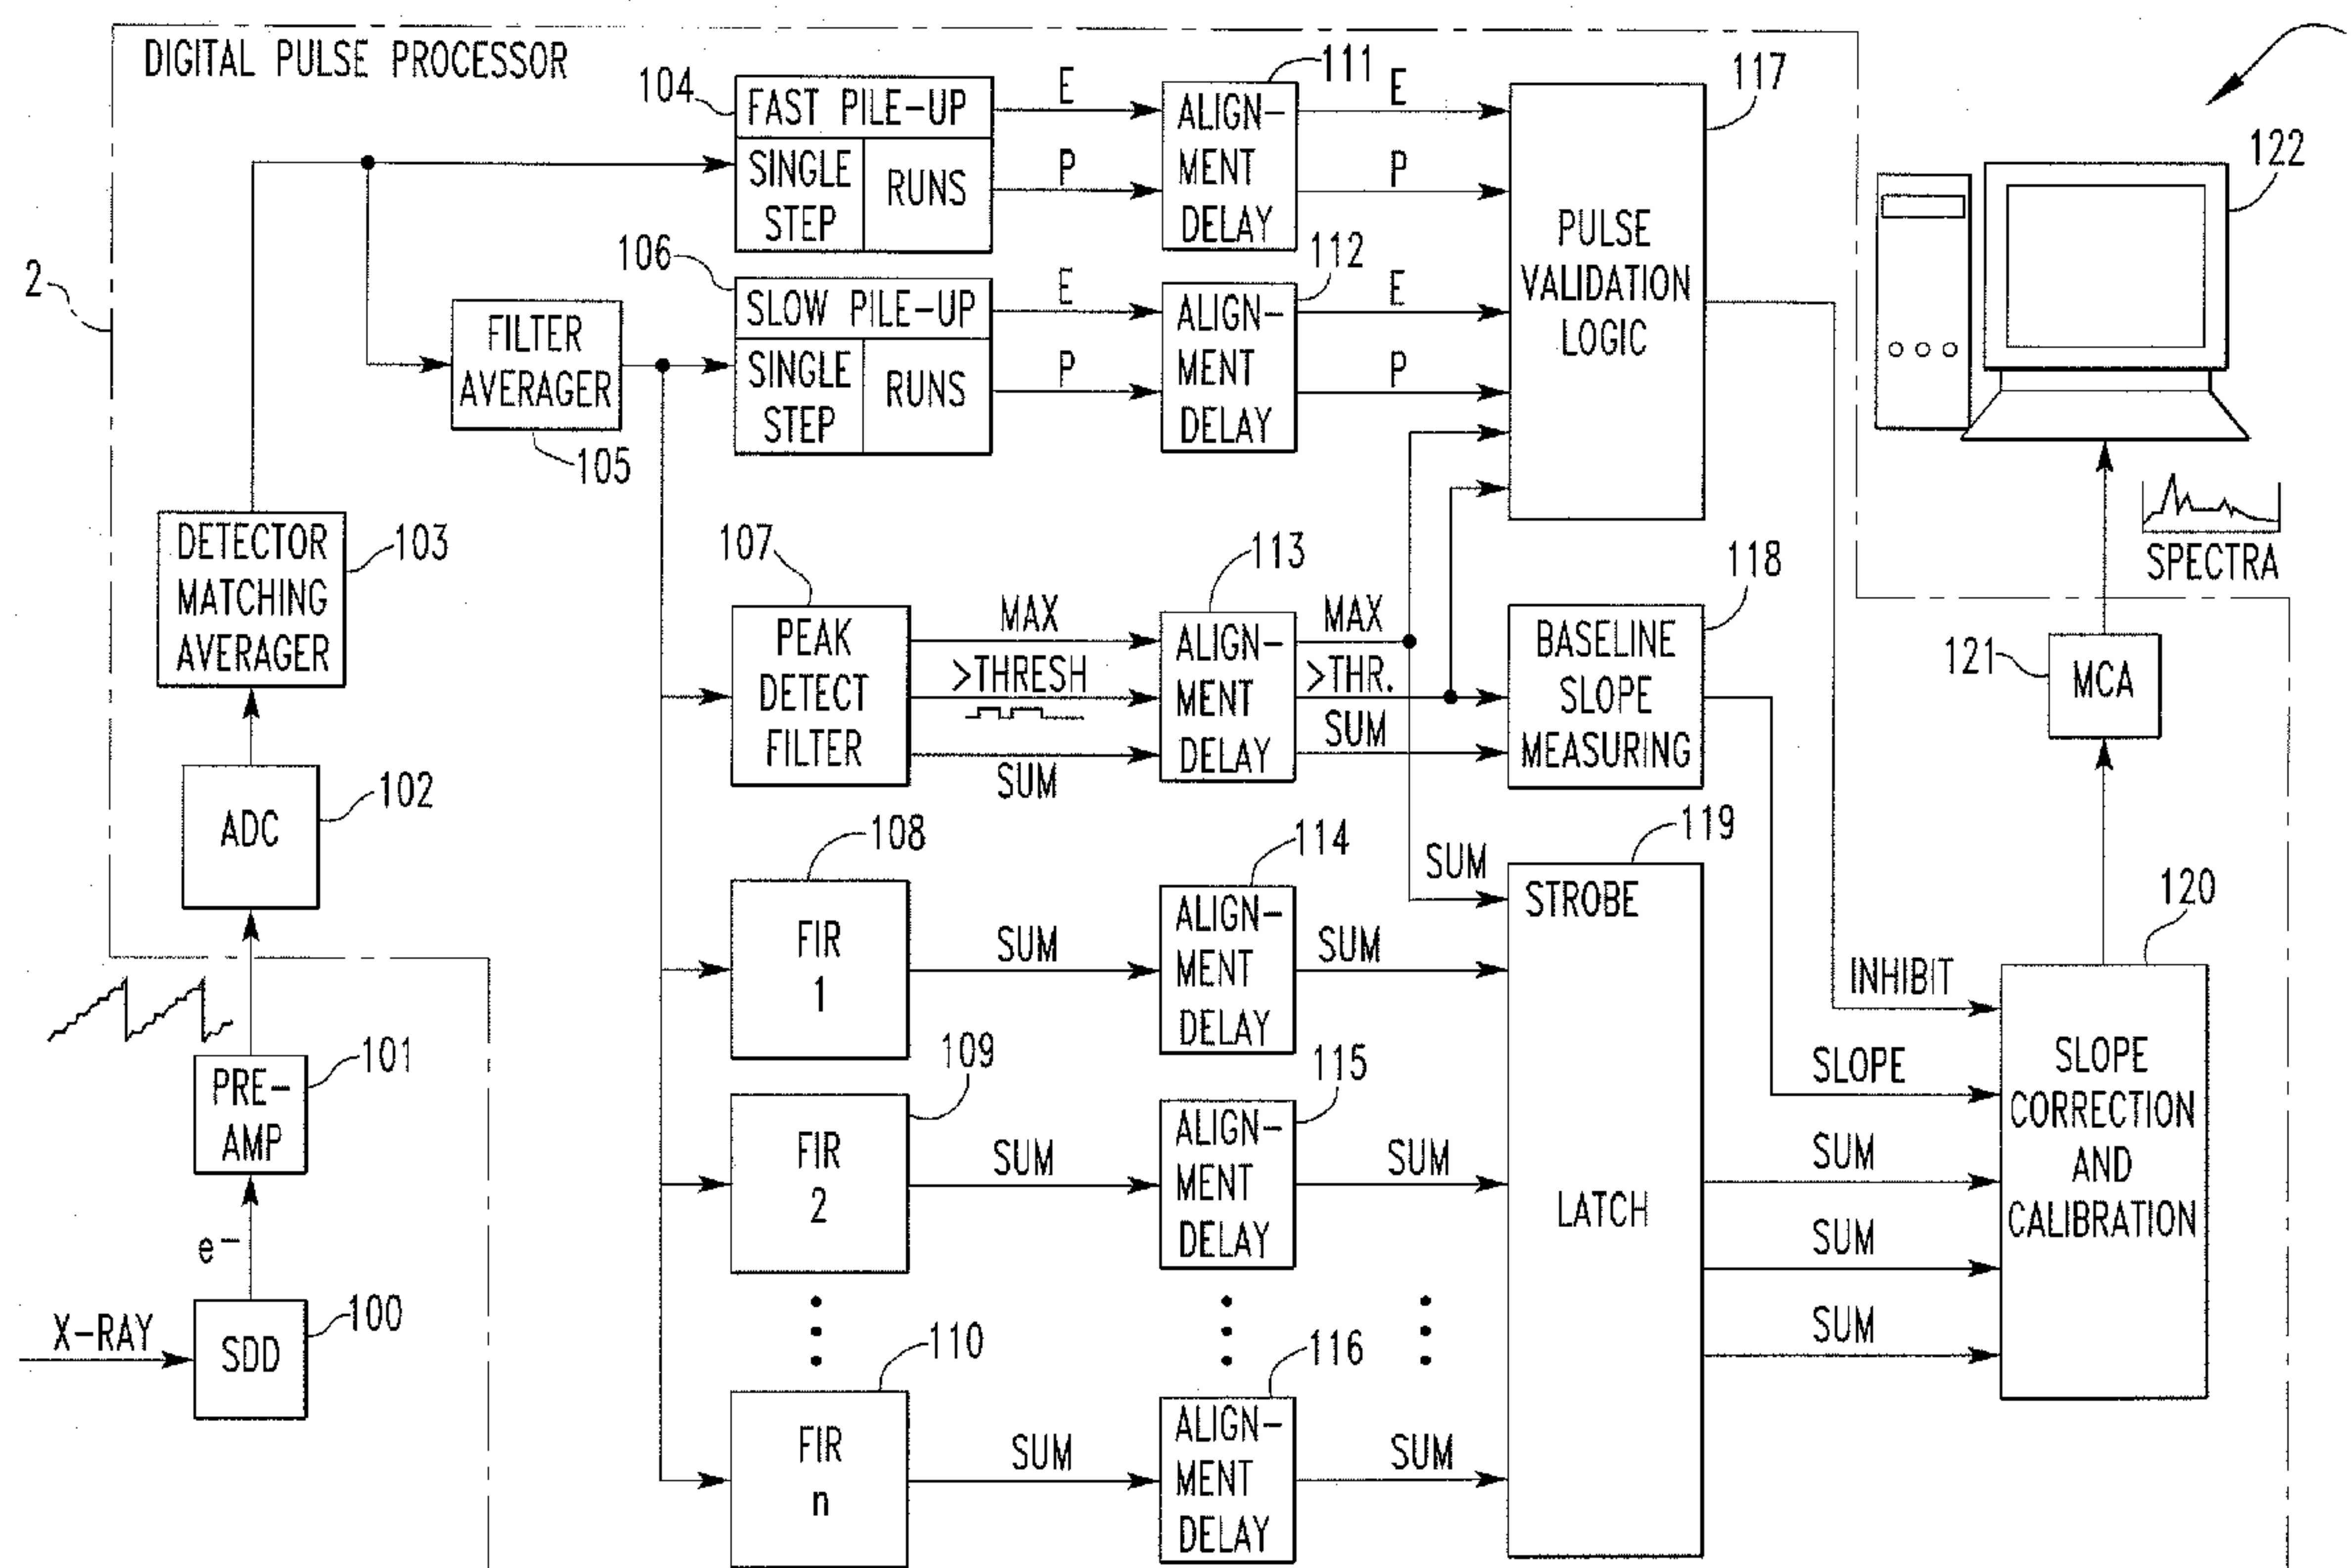 DIGITAL PULSE PROCESSOR
2
104
FAST PILE-UP
SINGLE
STEP
RUNS
E
P
111
ALIGN-
MENT
DELAY
E
P
117
PULSE
VALIDATION
LOGIC
122
106
SLOW PILE-UP
SINGLE
STEP
RUNS
E
P
112
ALIGN-
MENT
DELAY
E
P
FILTER
AVERAGER
105
SPECTRA
DETECTOR
MATCHING
AVERAGER
103
107
PEAK
DETECT
FILTER
MAX
>THRESH
SUM
113
ALIGN-
MENT
DELAY
MAX
>THR.
SUM
118
BASELINE
SLOPE
MEASURING
121
MCA
ADC
102
108
FIR
1
SUM
114
ALIGN-
MENT
DELAY
SUM
SUM
119
STROBE
LATCH
120
INHIBIT
SLOPE
SUM
SUM
SUM
SLOPE
CORRECTION
AND
CALIBRATION
PRE-
AMP
101
109
FIR
2
SUM
115
ALIGN-
MENT
DELAY
SUM
e−
X-RAY
SDD
100
110
FIR
n
SUM
116
ALIGN-
MENT
DELAY
SUM